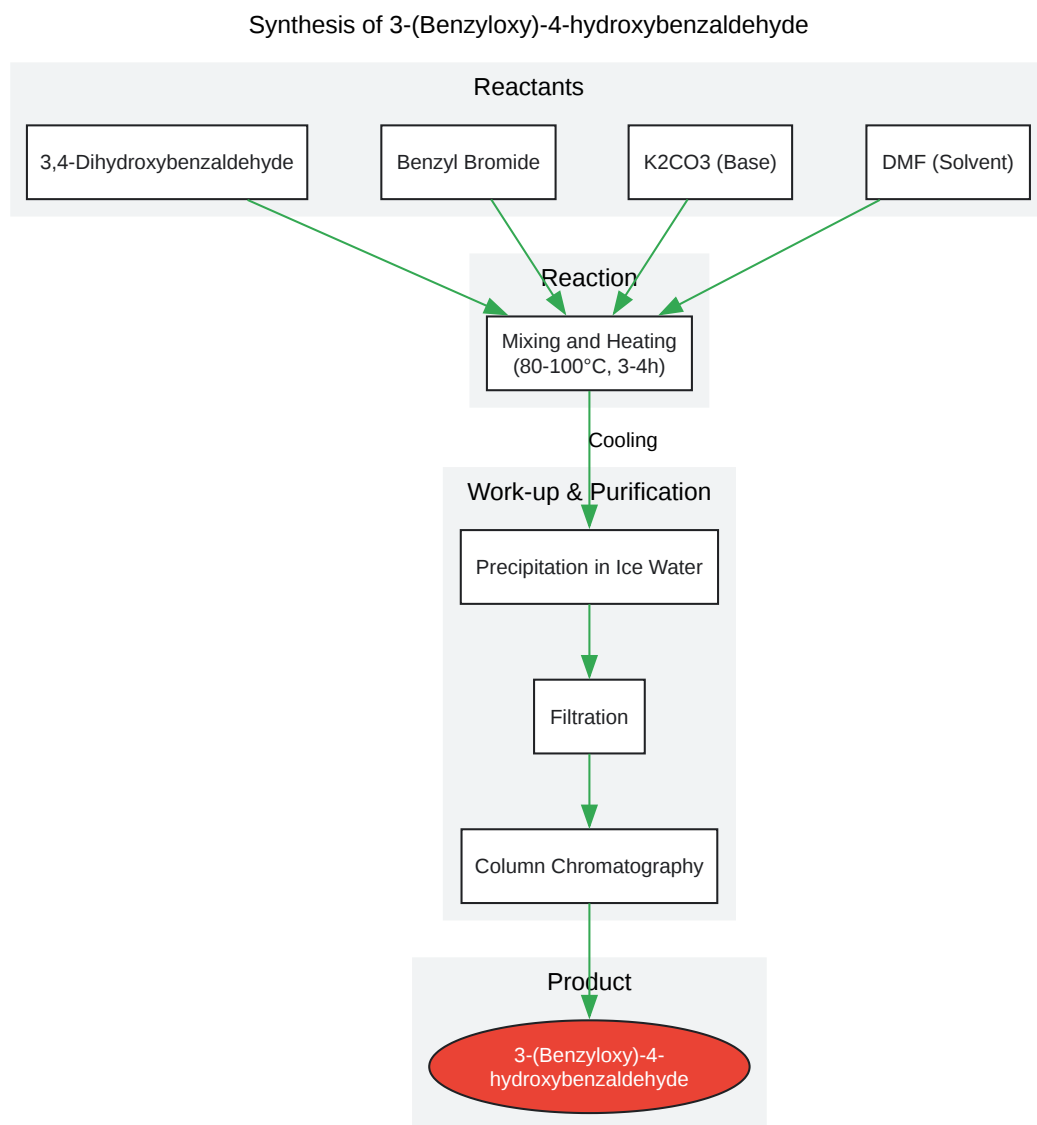 Synthesis of 3-(Benzyloxy)-4-hydroxybenzaldehyde
Reactants
3,4-Dihydroxybenzaldehyde
Benzyl Bromide
K2CO3 (Base)
DMF (Solvent)
Reaction
Mixing and Heating
(80-100°C, 3-4h)
Cooling
Work-up & Purification
Precipitation in Ice Water
Filtration
Column Chromatography
Product
3-(Benzyloxy)-4-
hydroxybenzaldehyde